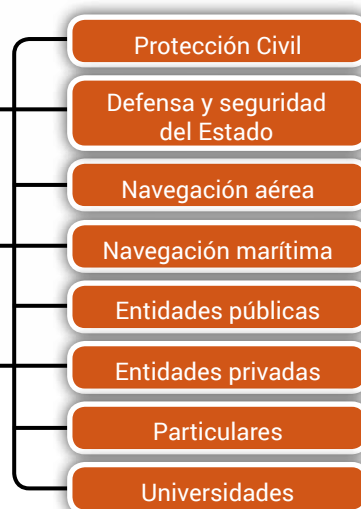 Protección Civil
Defensa y seguridad
del Estado
Navegación aérea
Navegación marítima
Entidades públicas
Entidades privadas
Particulares
Universidades